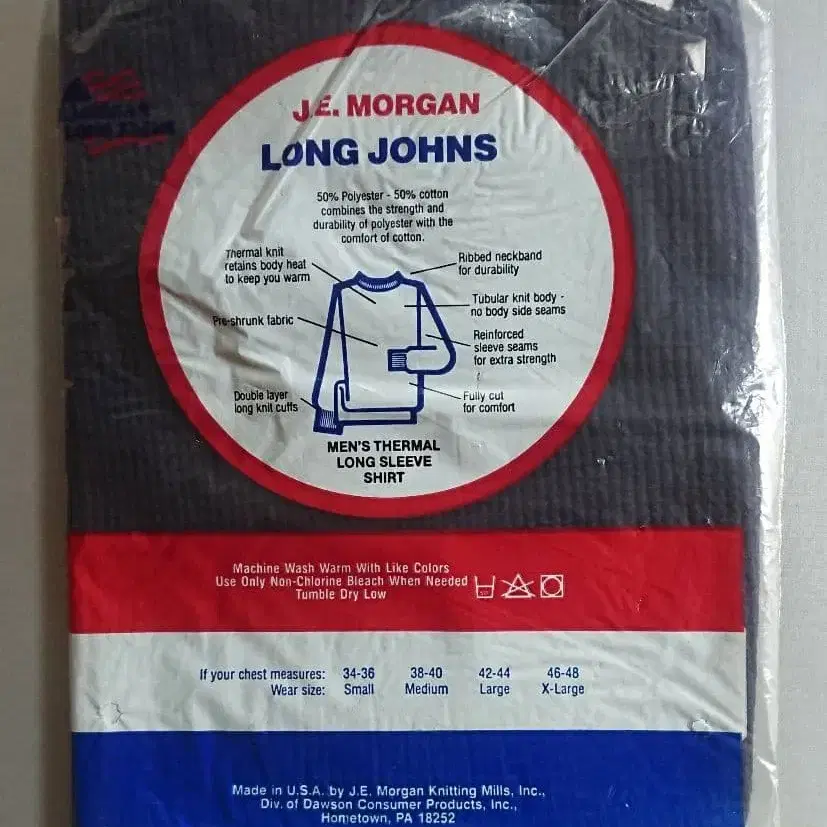 J.E. MORGAN
LONG JOHNS
50% Polyester - 50% cotton
combines the strength and
durability of polyester with the
comfort of cotton.
Thermal knit
retains body heat
to keep you warm
Ribbed neckband
for durability
Tubular knit body -
no body side seams
Pre-shrunk fabric
Reinforced
sleeve seams
for extra strength
Double layer
long knit cuffs
Fully cut
for comfort
MEN'S THERMAL
LONG SLEEVE
SHIRT
Machine Wash Warm With Like Colors
Use Only Non-Chlorine Bleach When Needed
Tumble Dry Low
If your chest measures: 34-36 38-40 42-44 46-48
Wear size: Small Medium Large X-Large
Made in U.S.A. by J.E. Morgan Knitting Mills, Inc.,
Div. of Dawson Consumer Products, Inc.,
Hometown, PA 18252